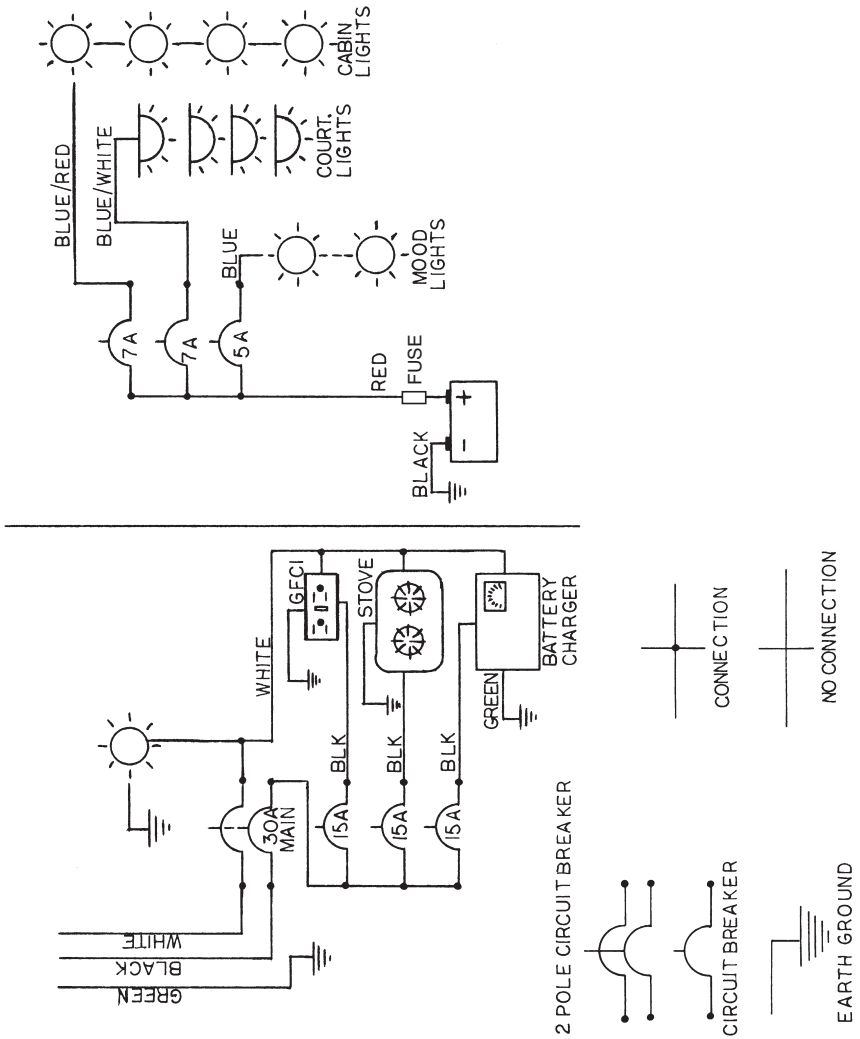 CABIN
LIGHTS
COURT.
LIGHTS
BLUE/RED
BLUE/WHITE
BLUE
MOOD
LIGHTS
7A
7A
5A
RED
FUSE
+
-
BLACK
WHITE
GFCI
STOVE
BATTERY
CHARGER
GREEN
BLK
BLK
BLK
30A
MAIN
15A
15A
15A
WHITE
BLACK
GREEN
CONNECTION
NO CONNECTION
2 POLE CIRCUIT BREAKER
CIRCUIT BREAKER
EARTH GROUND